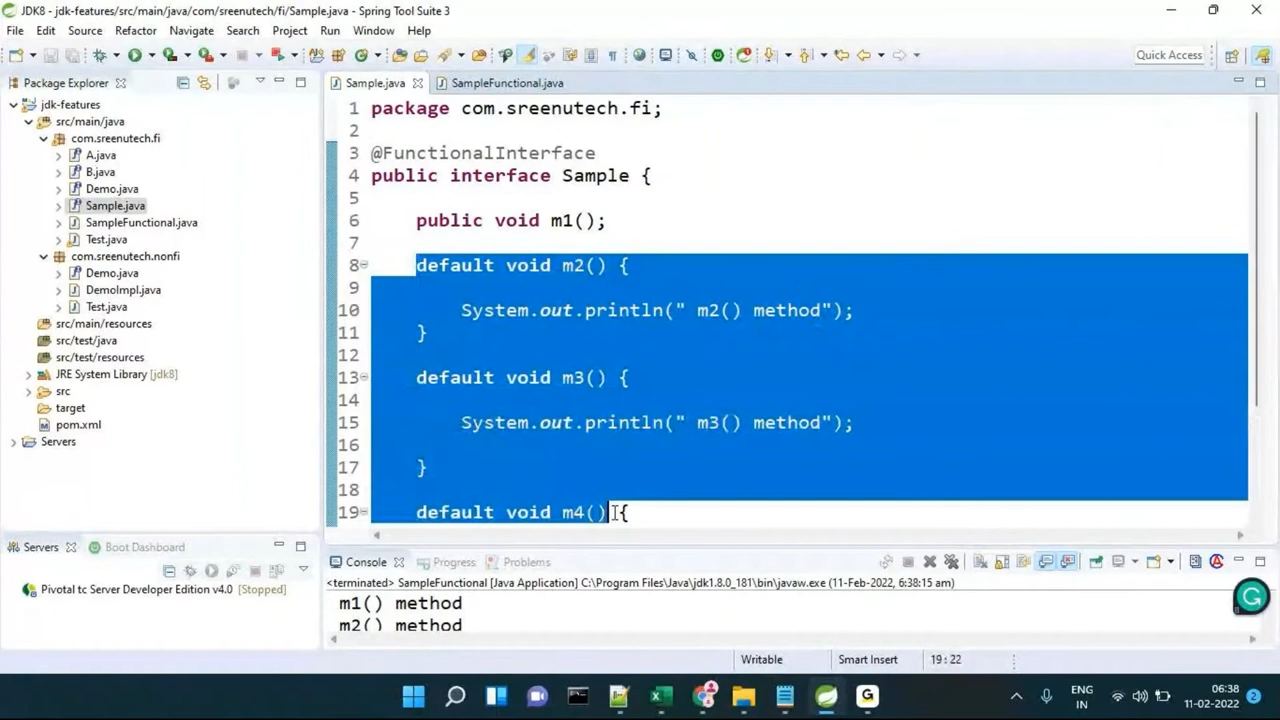 JDK8 - jdk-features/src/main/java/com/sreenutech/fi/Sample.java - Spring Tool Suite 3
File Edit Source Refactor Navigate Search Project Run Window Help
Quick Access
Package Explorer
jdk-features
src/main/java
com.sreenutech.fi
A.java
B.java
Demo.java
Sample.java
SampleFunctional.java
Test.java
com.sreenutech.nonfi
Demo.java
DemoImpl.java
Test.java
src/main/resources
src/test/java
src/test/resources
JRE System Library [jdk8]
src
target
pom.xml
Servers
Sample.java SampleFunctional.java
1 package com.sreenutech.fi;
2
3 @FunctionalInterface
4 public interface Sample {
5
6 public void m1();
7
8 default void m2() {
9
10 System.out.println(" m2() method");
11 }
12
13 default void m3() {
14
15 System.out.println(" m3() method");
16
17 }
18
19 default void m4() {
Servers Boot Dashboard
Pivotal tc Server Developer Edition v4.0 [Stopped]
Console Progress Problems
<terminated> SampleFunctional [Java Application] C:\Program Files\Java\jdk1.8.0_181\bin\javaw.exe (11-Feb-2022, 6:38:15 am)
m1() method
m2() method
Writable Smart Insert 19 : 22
ENG
IN
06:38
11-02-2022
2